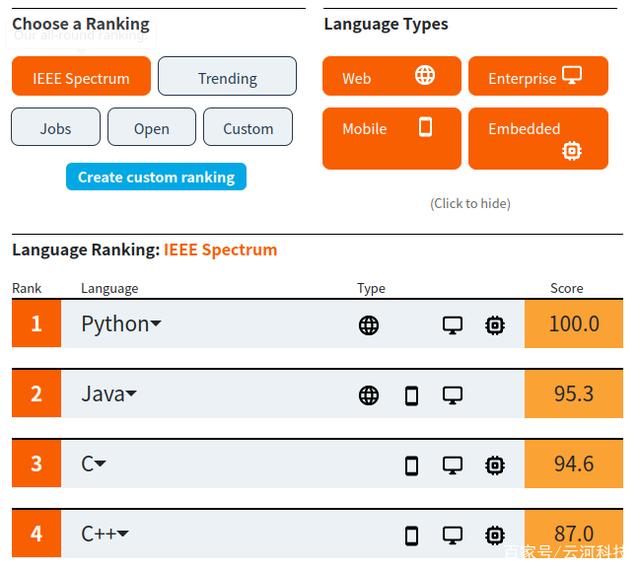 Choose a Ranking
Our all-round ranking
IEEE Spectrum
Trending
Jobs
Open
Custom
Create custom ranking
Language Types
Web
Enterprise
Mobile
Embedded
(Click to hide)
Language Ranking: IEEE Spectrum
Rank Language Type Score
1 Python 100.0
2 Java 95.3
3 C 94.6
4 C++ 87.0
百家号/云河科技